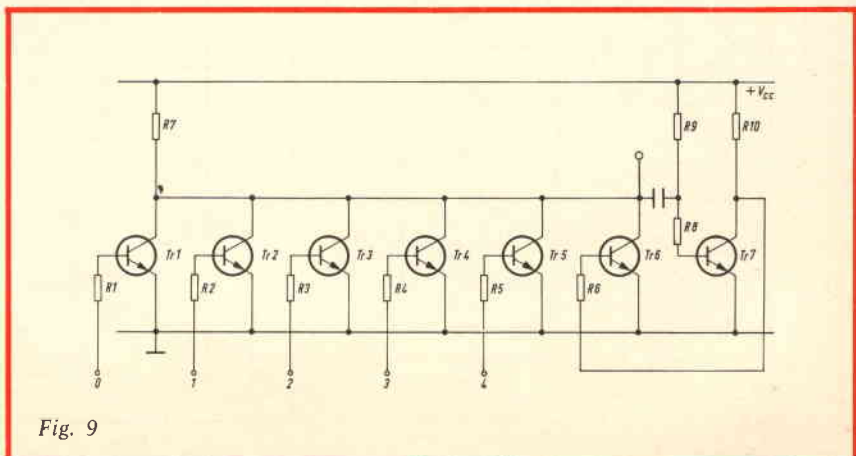 +Vcc
R7
R9
R10
R8
Tr1
Tr2
Tr3
Tr4
Tr5
Tr6
Tr7
R1
R2
R3
R4
R5
R6
0
1
2
3
4
Fig. 9